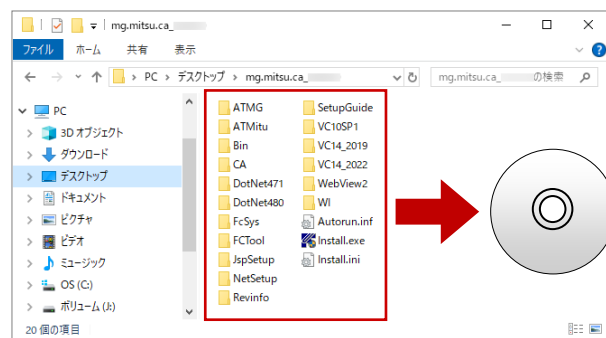 mg.mitsu.ca_
ファイル ホーム 共有 表示
PC デスクトップ mg.mitsu.ca_
mg.mitsu.ca_ の検索
PC
3D オブジェクト
ダウンロード
デスクトップ
ドキュメント
ピクチャ
ビデオ
ミュージック
OS (C:)
ボリューム (J:)
ATMG
ATMitu
Bin
CA
DotNet471
DotNet480
FcSys
FCTool
JspSetup
NetSetup
Revinfo
SetupGuide
VC10SP1
VC14_2019
VC14_2022
WebView2
WI
Autorun.inf
Install.exe
Install.ini
20 個の項目